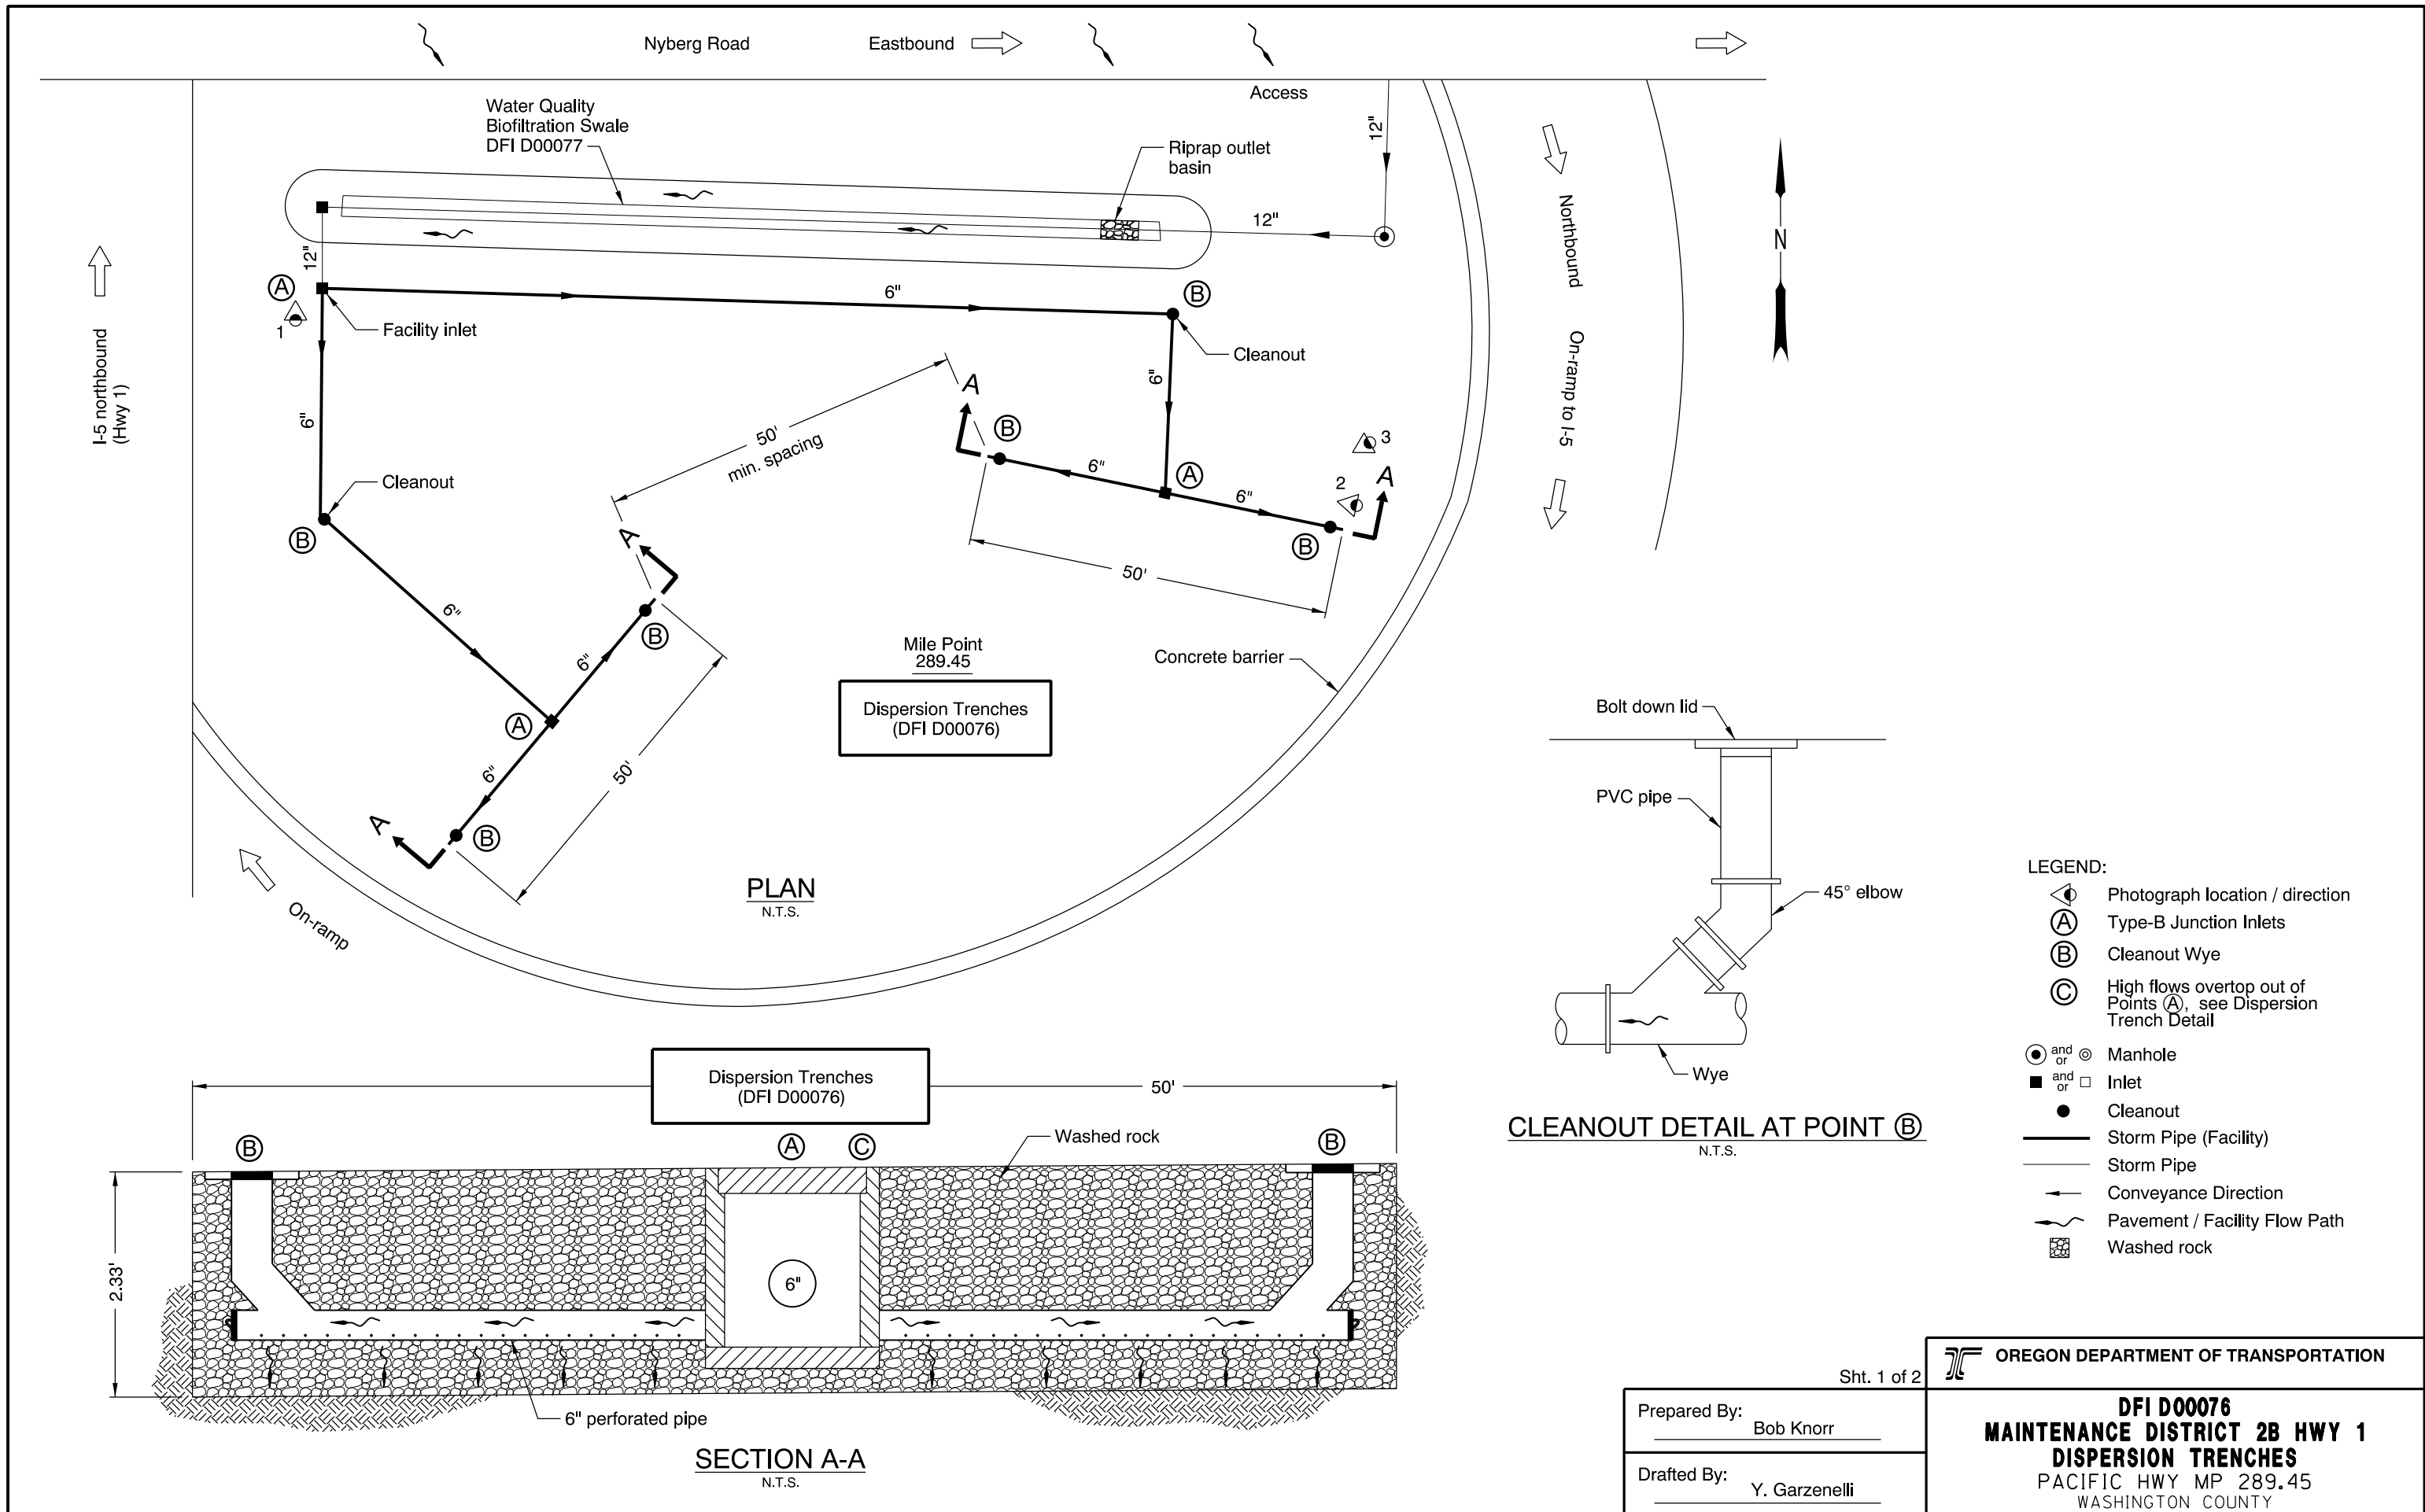 Nyberg Road
Eastbound
Access
Water Quality
Biofiltration Swale
DFI D00077
Riprap outlet
basin
12"
12"
12"
Northbound
On-ramp to I-5
N
I-5 northbound
(Hwy 1)
A
1
Facility inlet
6"
B
Cleanout
6"
6"
50'
min. spacing
A
B
6"
A
6"
3
2
A
B
50'
Cleanout
B
6"
A
B
6"
A
6"
50'
A
B
Mile Point
289.45
Dispersion Trenches
(DFI D00076)
Concrete barrier
PLAN
N.T.S.
On-ramp
Bolt down lid
PVC pipe
45° elbow
Wye
CLEANOUT DETAIL AT POINT B
N.T.S.
LEGEND:
Photograph location / direction
A Type-B Junction Inlets
B Cleanout Wye
C High flows overtop out of
Points A, see Dispersion
Trench Detail
and or Manhole
and or Inlet
Cleanout
Storm Pipe (Facility)
Storm Pipe
Conveyance Direction
Pavement / Facility Flow Path
Washed rock
Dispersion Trenches
(DFI D00076)
50'
B
A
C
Washed rock
B
2.33'
6"
6" perforated pipe
SECTION A-A
N.T.S.
Sht. 1 of 2
OREGON DEPARTMENT OF TRANSPORTATION
Prepared By:
Bob Knorr
Drafted By:
Y. Garzenelli
DFI D00076
MAINTENANCE DISTRICT 2B HWY 1
DISPERSION TRENCHES
PACIFIC HWY MP 289.45
WASHINGTON COUNTY